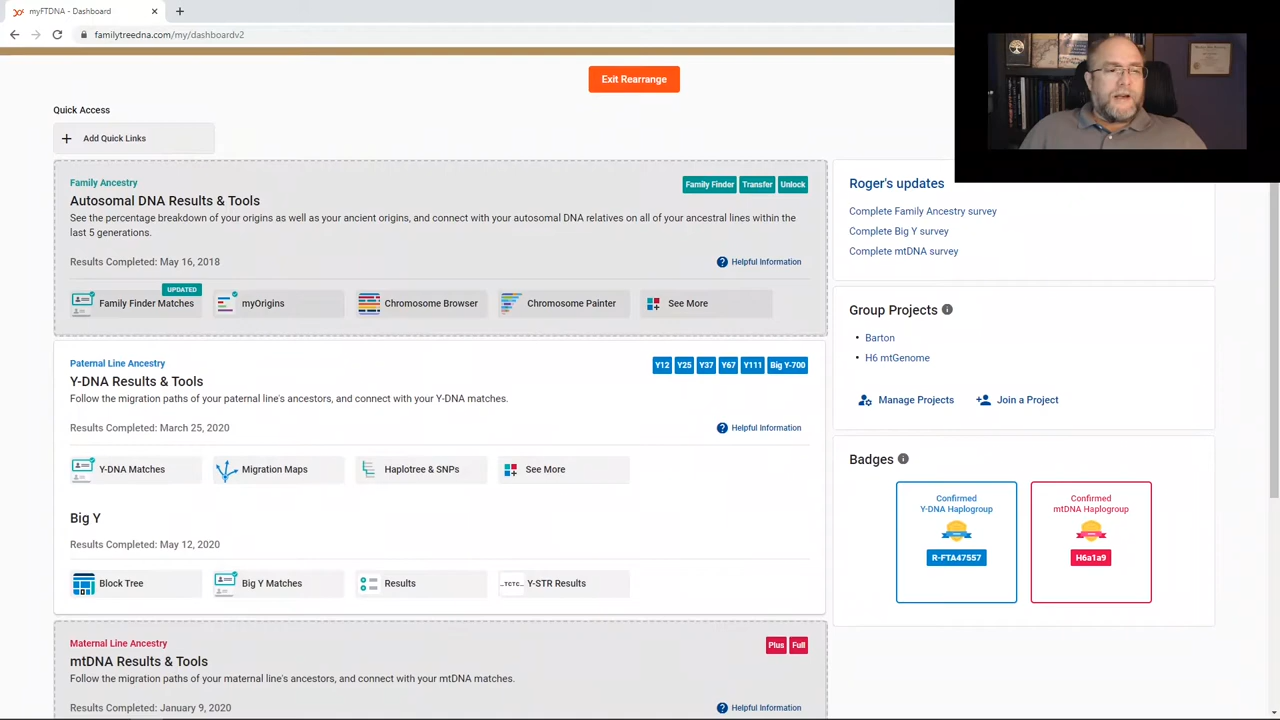 myFTDNA - Dashboard
familytreedna.com/my/dashboardv2
Exit Rearrange
Quick Access
Add Quick Links
Family Ancestry
Family Finder Transfer Unlock
Autosomal DNA Results & Tools
See the percentage breakdown of your origins as well as your ancient origins, and connect with your autosomal DNA relatives on all of your ancestral lines within the
last 5 generations.
Results Completed: May 16, 2018
Helpful Information
UPDATED
Family Finder Matches
myOrigins
Chromosome Browser
Chromosome Painter
See More
Paternal Line Ancestry
Y12 Y25 Y37 Y67 Y111 Big Y-700
Y-DNA Results & Tools
Follow the migration paths of your paternal line's ancestors, and connect with your Y-DNA matches.
Results Completed: March 25, 2020
Helpful Information
Y-DNA Matches
Migration Maps
Haplotree & SNPs
See More
Big Y
Results Completed: May 12, 2020
Block Tree
Big Y Matches
Results
...TCTC... Y-STR Results
Maternal Line Ancestry
Plus Full
mtDNA Results & Tools
Follow the migration paths of your maternal line's ancestors, and connect with your mtDNA matches.
Results Completed: January 9, 2020
Helpful Information
Roger's updates
Complete Family Ancestry survey
Complete Big Y survey
Complete mtDNA survey
Group Projects
• Barton
• H6 mtGenome
Manage Projects
Join a Project
Badges
Confirmed
Y-DNA Haplogroup
R-FTA47557
Confirmed
mtDNA Haplogroup
H6a1a9